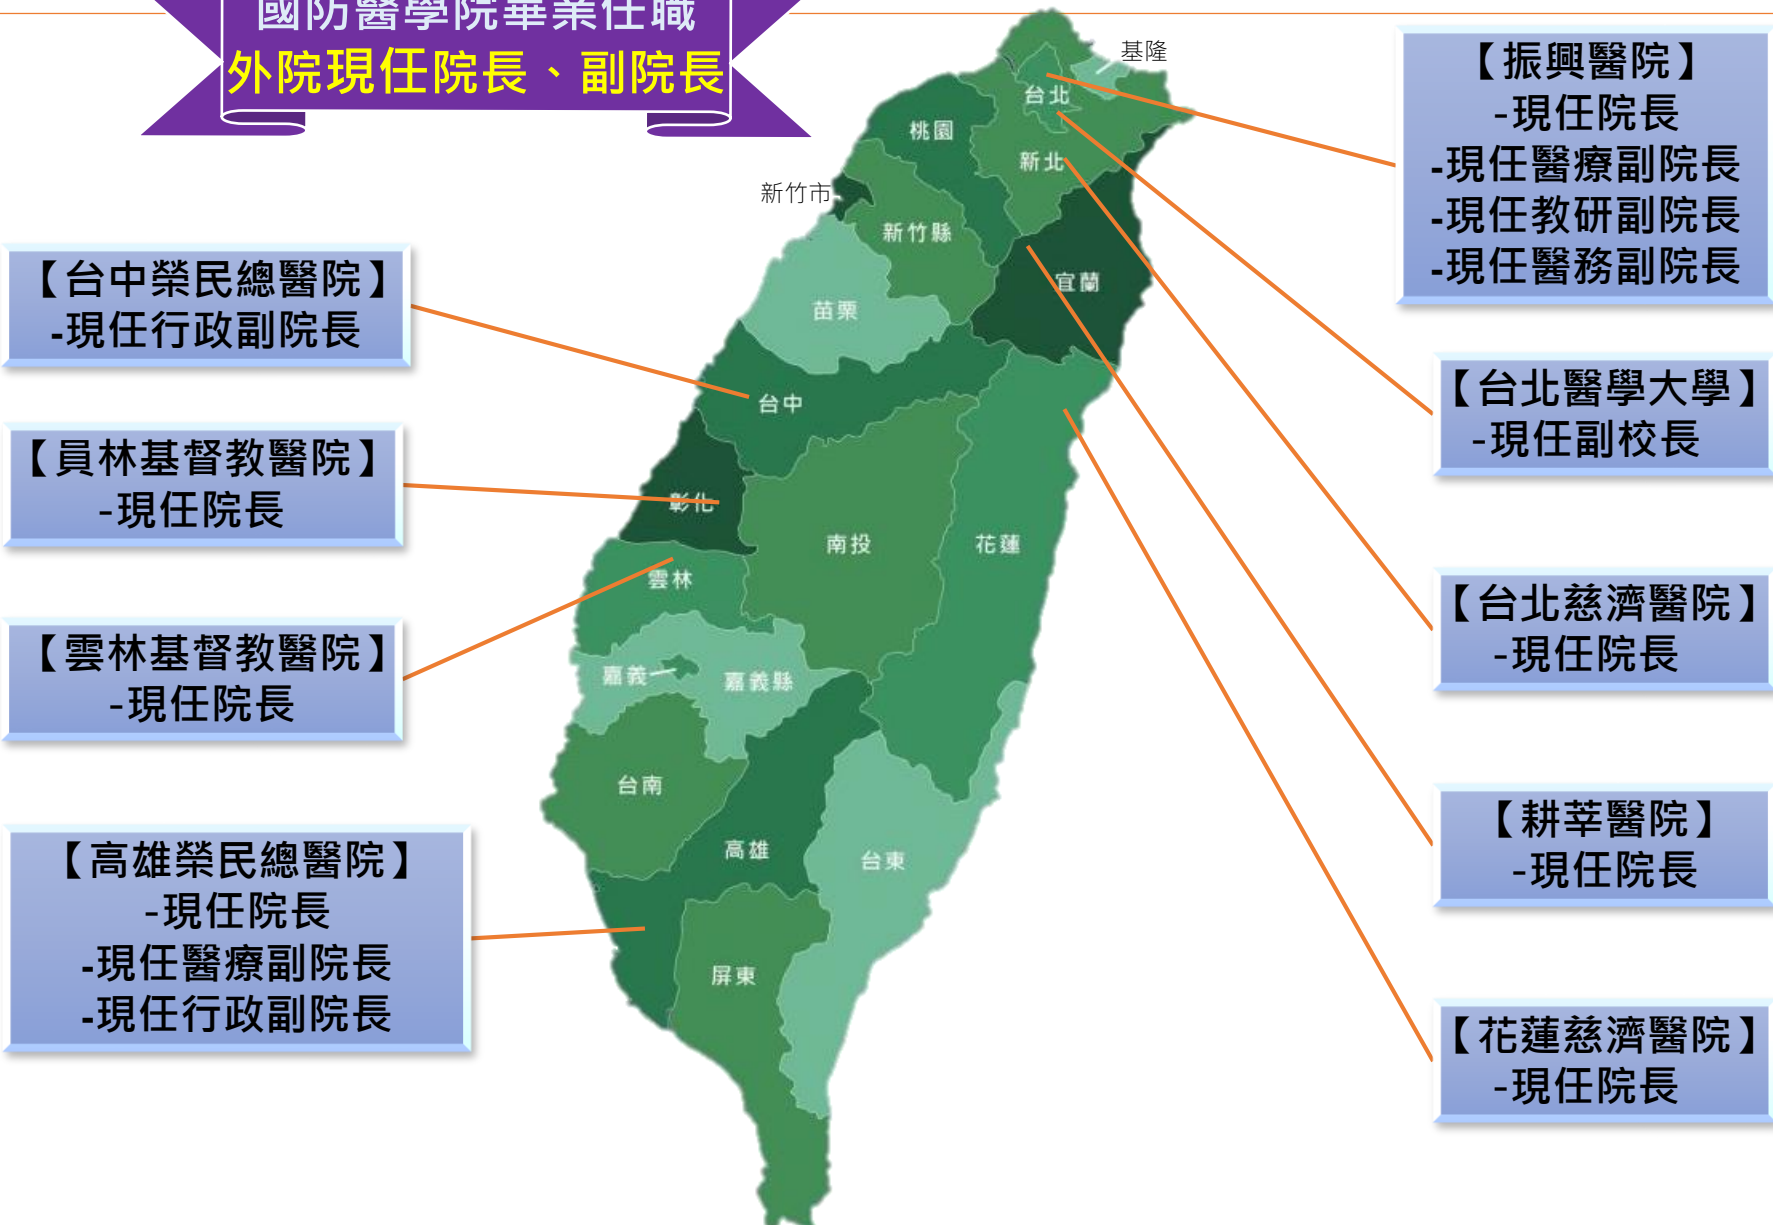 國防醫學院畢業任職
外院現任院長、副院長
【振興醫院】
-現任院長
-現任醫療副院長
-現任教研副院長
-現任醫務副院長
【台北醫學大學】
-現任副校長
【台北慈濟醫院】
-現任院長
【耕莘醫院】
-現任院長
【花蓮慈濟醫院】
-現任院長
【台中榮民總醫院】
-現任行政副院長
【員林基督教醫院】
-現任院長
【雲林基督教醫院】
-現任院長
【高雄榮民總醫院】
-現任院長
-現任醫療副院長
-現任行政副院長
基隆
台北
桃園
新北
新竹市
新竹縣
宜蘭
苗栗
台中
彰化
南投
花蓮
雲林
嘉義
嘉義縣
台南
高雄
台東
屏東